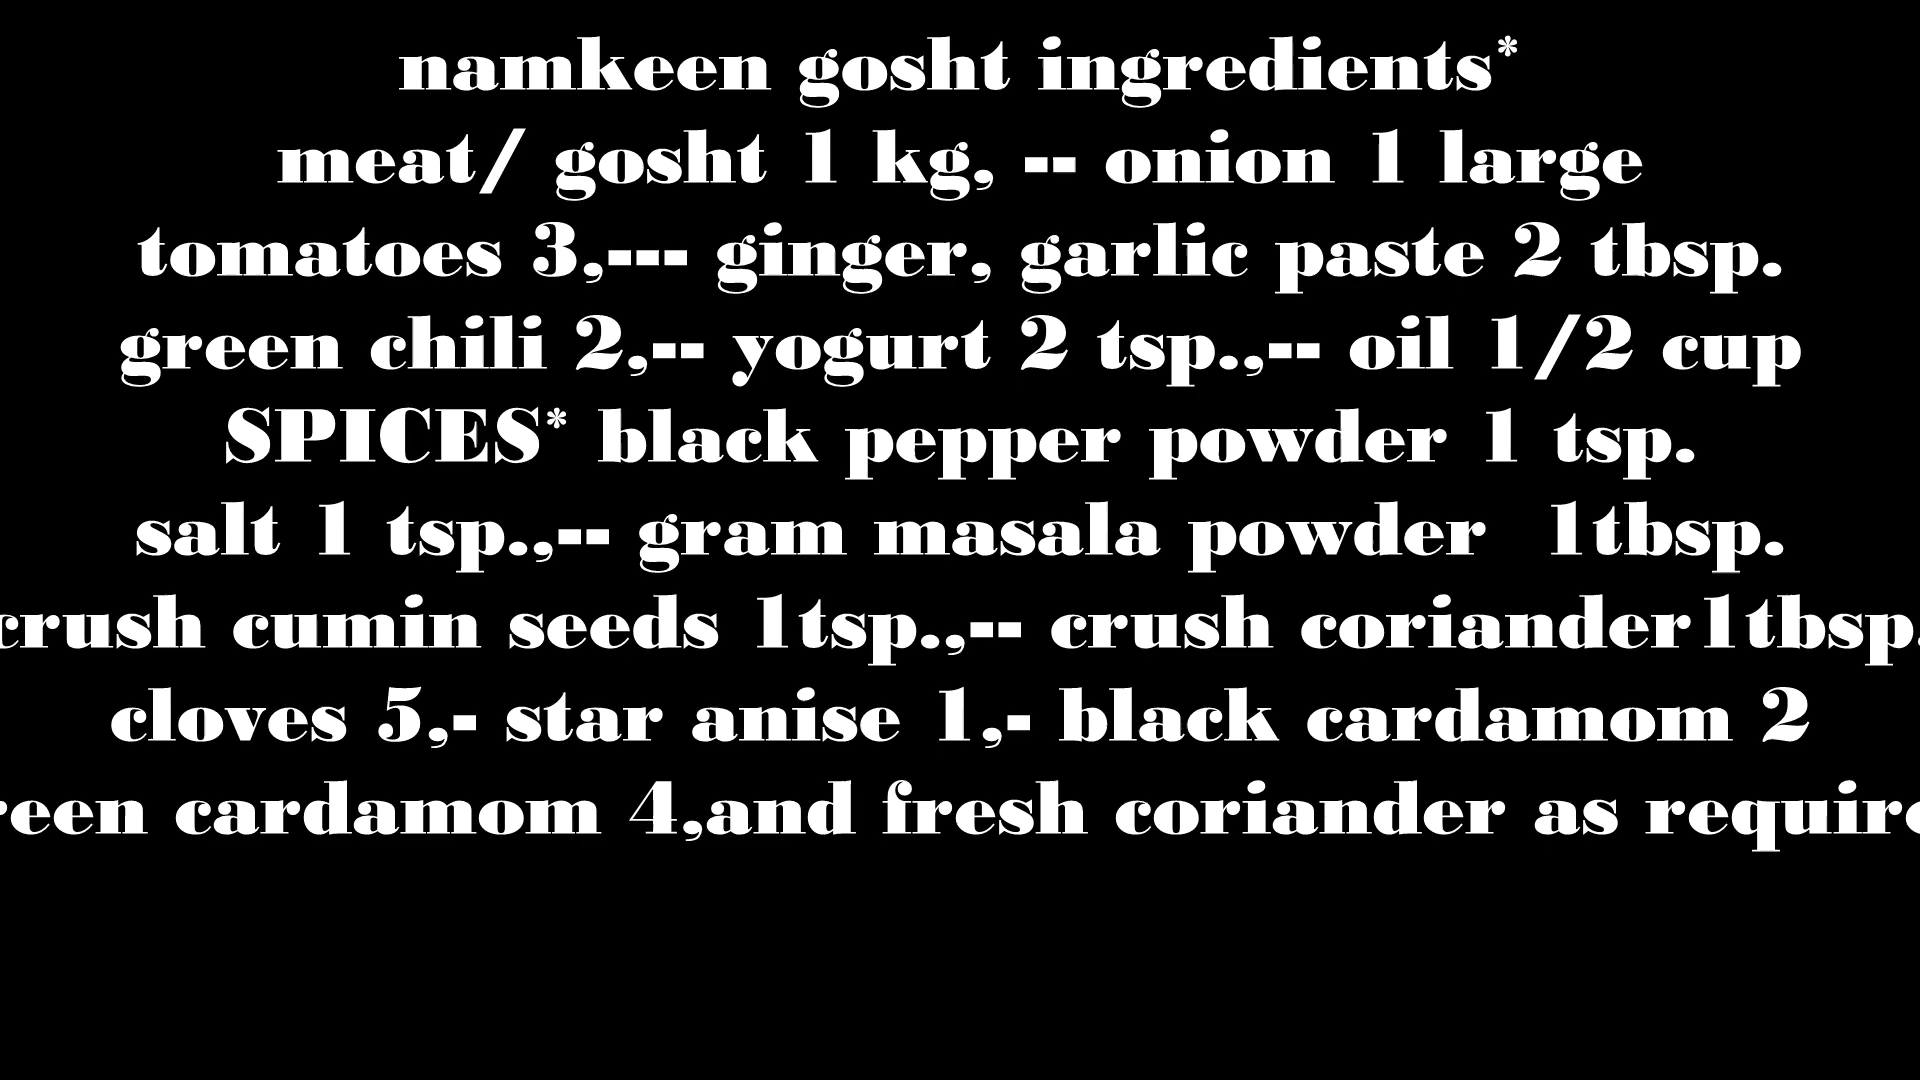 namkeen gosht ingredients*
meat/ gosht 1 kg, -- onion 1 large
tomatoes 3,--- ginger, garlic paste 2 tbsp.
green chili 2,-- yogurt 2 tsp.,-- oil 1/2 cup
SPICES* black pepper powder 1 tsp.
salt 1 tsp.,-- gram masala powder  1tbsp.
crush cumin seeds 1tsp.,-- crush coriander1tbsp.
cloves 5,- star anise 1,- black cardamom 2
reen cardamom 4,and fresh coriander as require